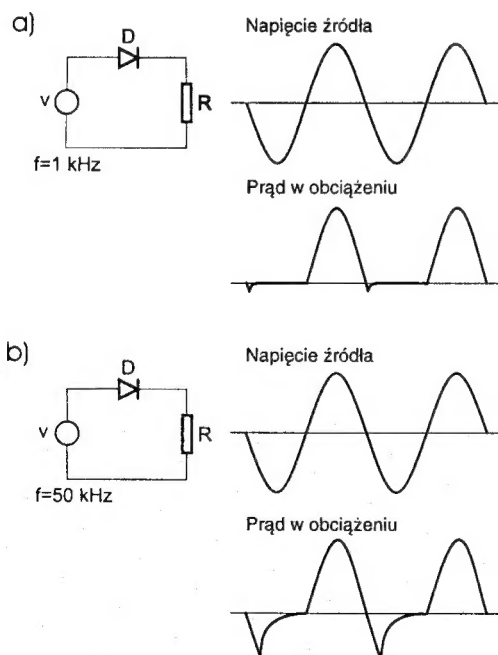 a)
D
V
R
f=1 kHz
Napięcie źródła
Prąd w obciążeniu
b)
D
V
R
f=50 kHz
Napięcie źródła
Prąd w obciążeniu